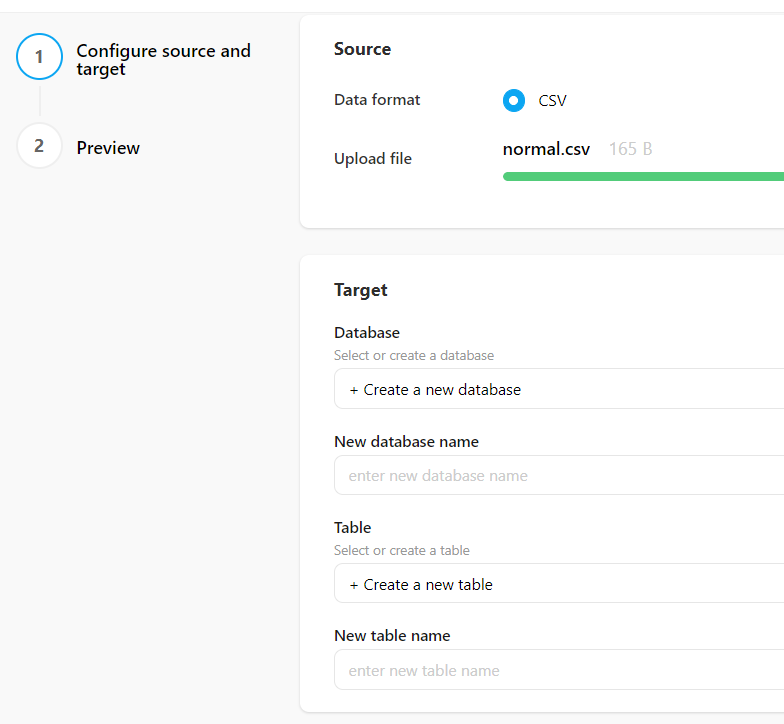 1
Configure source and
target
2
Preview
Source
Data format
CSV
Upload file
normal.csv 165 B
Target
Database
Select or create a database
+ Create a new database
New database name
enter new database name
Table
Select or create a table
+ Create a new table
New table name
enter new table name